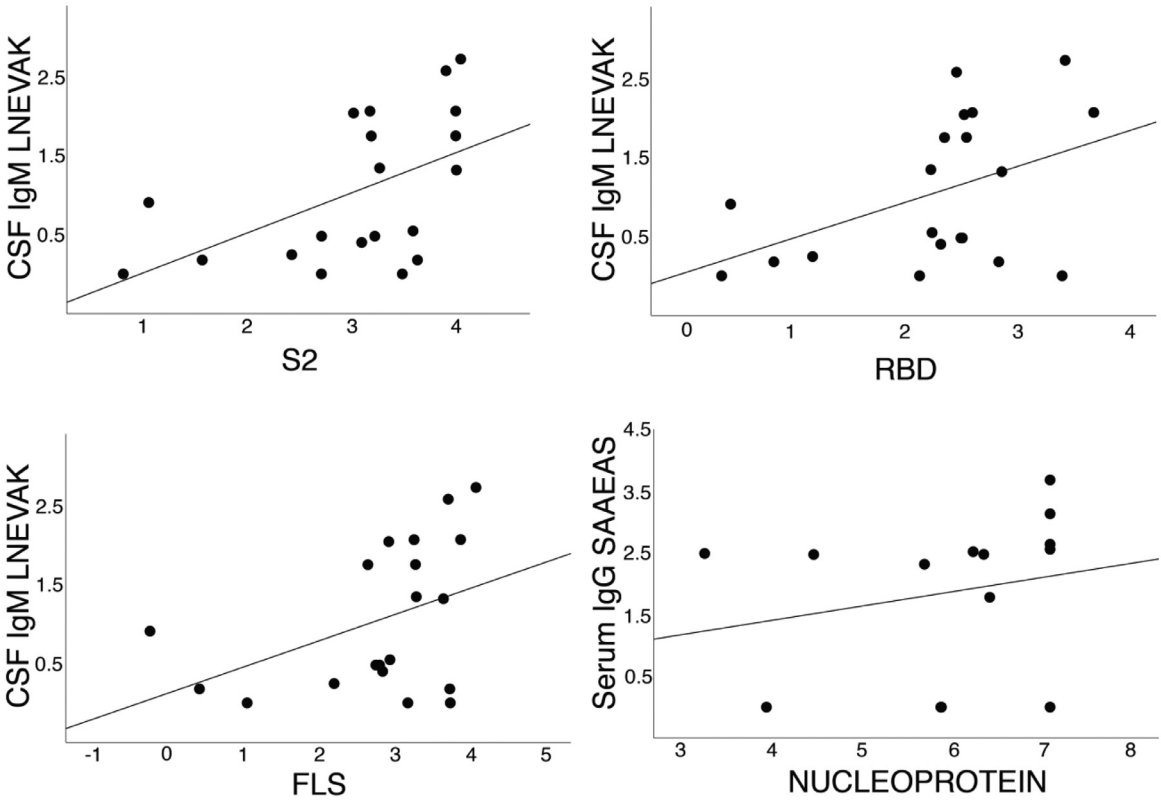 CSF IgM LNEVAK
2.5
1.5
0.5
1 2 3 4
S2
CSF IgM LNEVAK
2.5
1.5
0.5
0 1 2 3 4
RBD
CSF IgM LNEVAK
2.5
1.5
0.5
-1 0 1 2 3 4 5
FLS
Serum IgG SAAEAS
4.5
3.5
2.5
1.5
0.5
3 4 5 6 7 8
NUCLEOPROTEIN